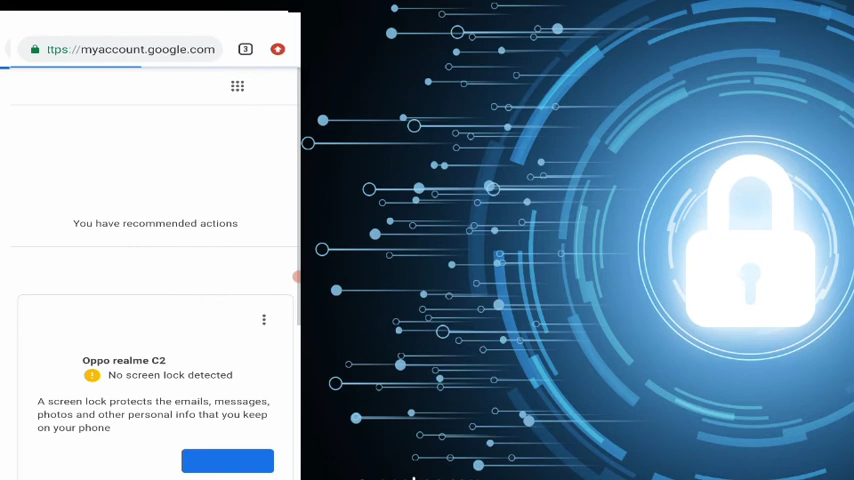 ttps://myaccount.google.com
3
You have recommended actions
Oppo realme C2
No screen lock detected
A screen lock protects the emails, messages,
photos and other personal info that you keep
on your phone